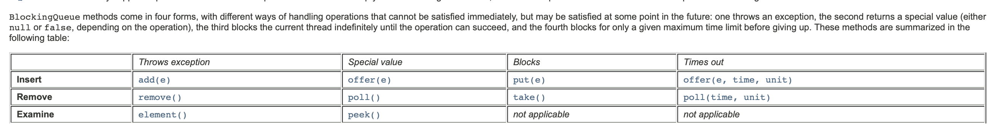 BlockingQueue methods come in four forms, with different ways of handling operations that cannot be satisfied immediately, but may be satisfied at some point in the future: one throws an exception, the second returns a special value (either
null or false, depending on the operation), the third blocks the current thread indefinitely until the operation can succeed, and the fourth blocks for only a given maximum time limit before giving up. These methods are summarized in the
following table:
Throws exception Special value Blocks Times out
Insert add(e) offer(e) put(e) offer(e, time, unit)
Remove remove() poll() take() poll(time, unit)
Examine element() peek() not applicable not applicable